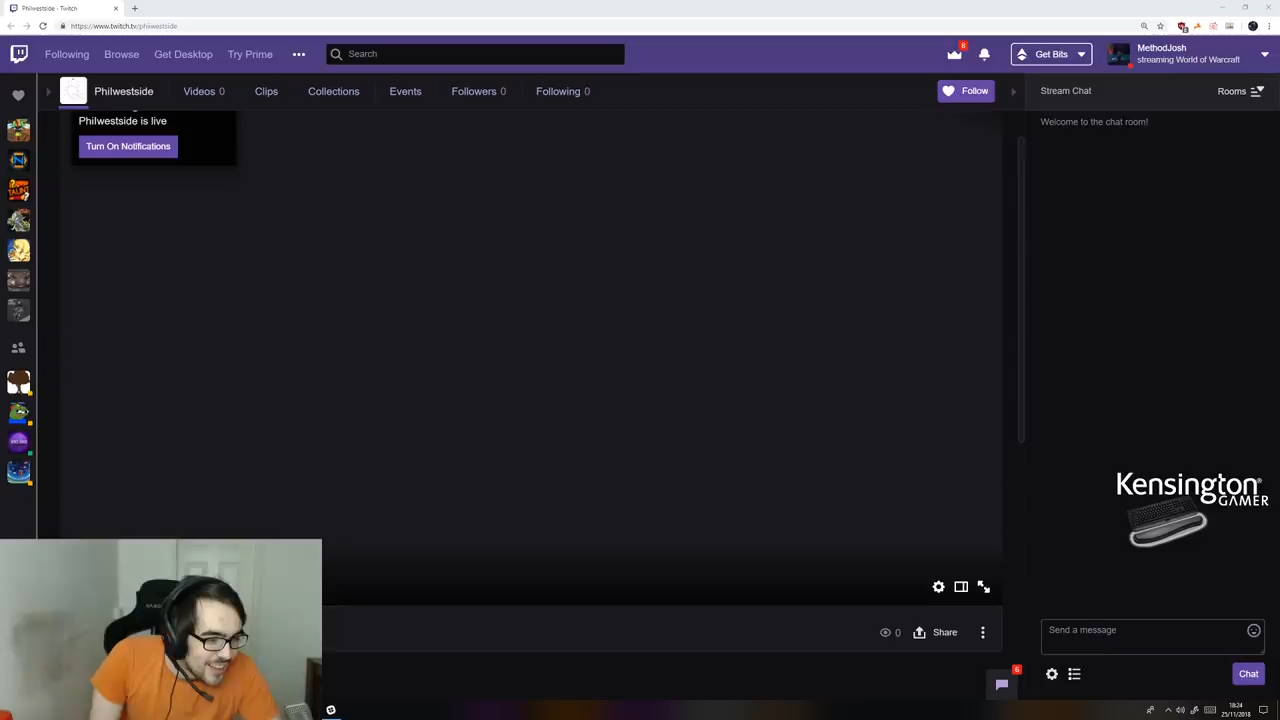 Philwestside - Twitch
https://www.twitch.tv/philwestside
Following Browse Get Desktop Try Prime
Search
8
Get Bits
MethodJosh
streaming World of Warcraft
Philwestside Videos 0 Clips Collections Events Followers 0 Following 0
Follow
Stream Chat
Rooms
Philwestside is live
Turn On Notifications
Welcome to the chat room!
Kensington
GAMER
0 Share
Send a message
6
Chat
18:24
25/11/2018